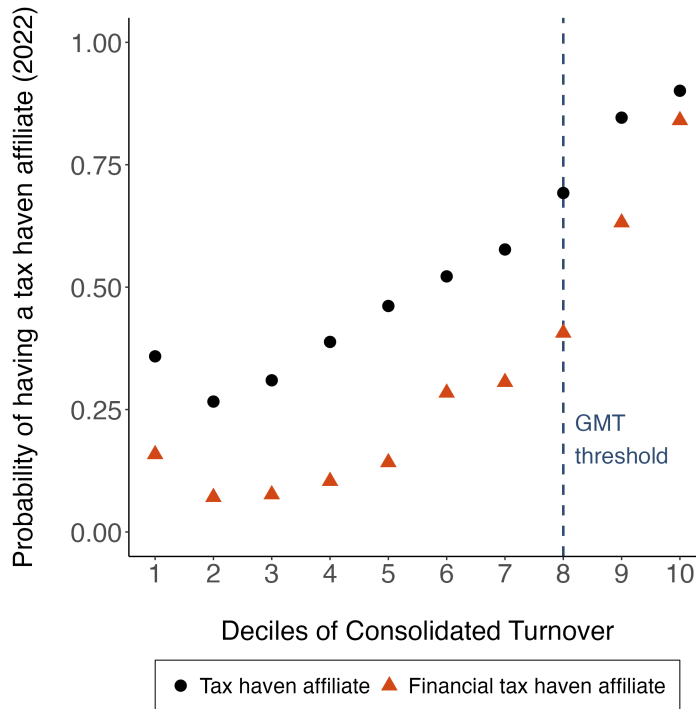 Probability of having a tax haven affiliate (2022)
1.00
0.75
0.50
0.25
0.00
GMT
threshold
1 2 3 4 5 6 7 8 9 10
Deciles of Consolidated Turnover
Tax haven affiliate Financial tax haven affiliate